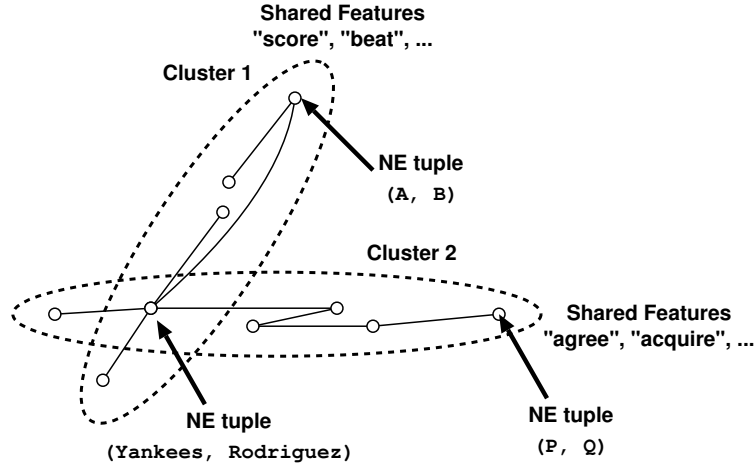 Shared Features
"score", "beat", ...
Cluster 1
NE tuple
(A, B)
Cluster 2
Shared Features
"agree", "acquire", ...
NE tuple
(Yankees, Rodriguez)
NE tuple
(P, Q)